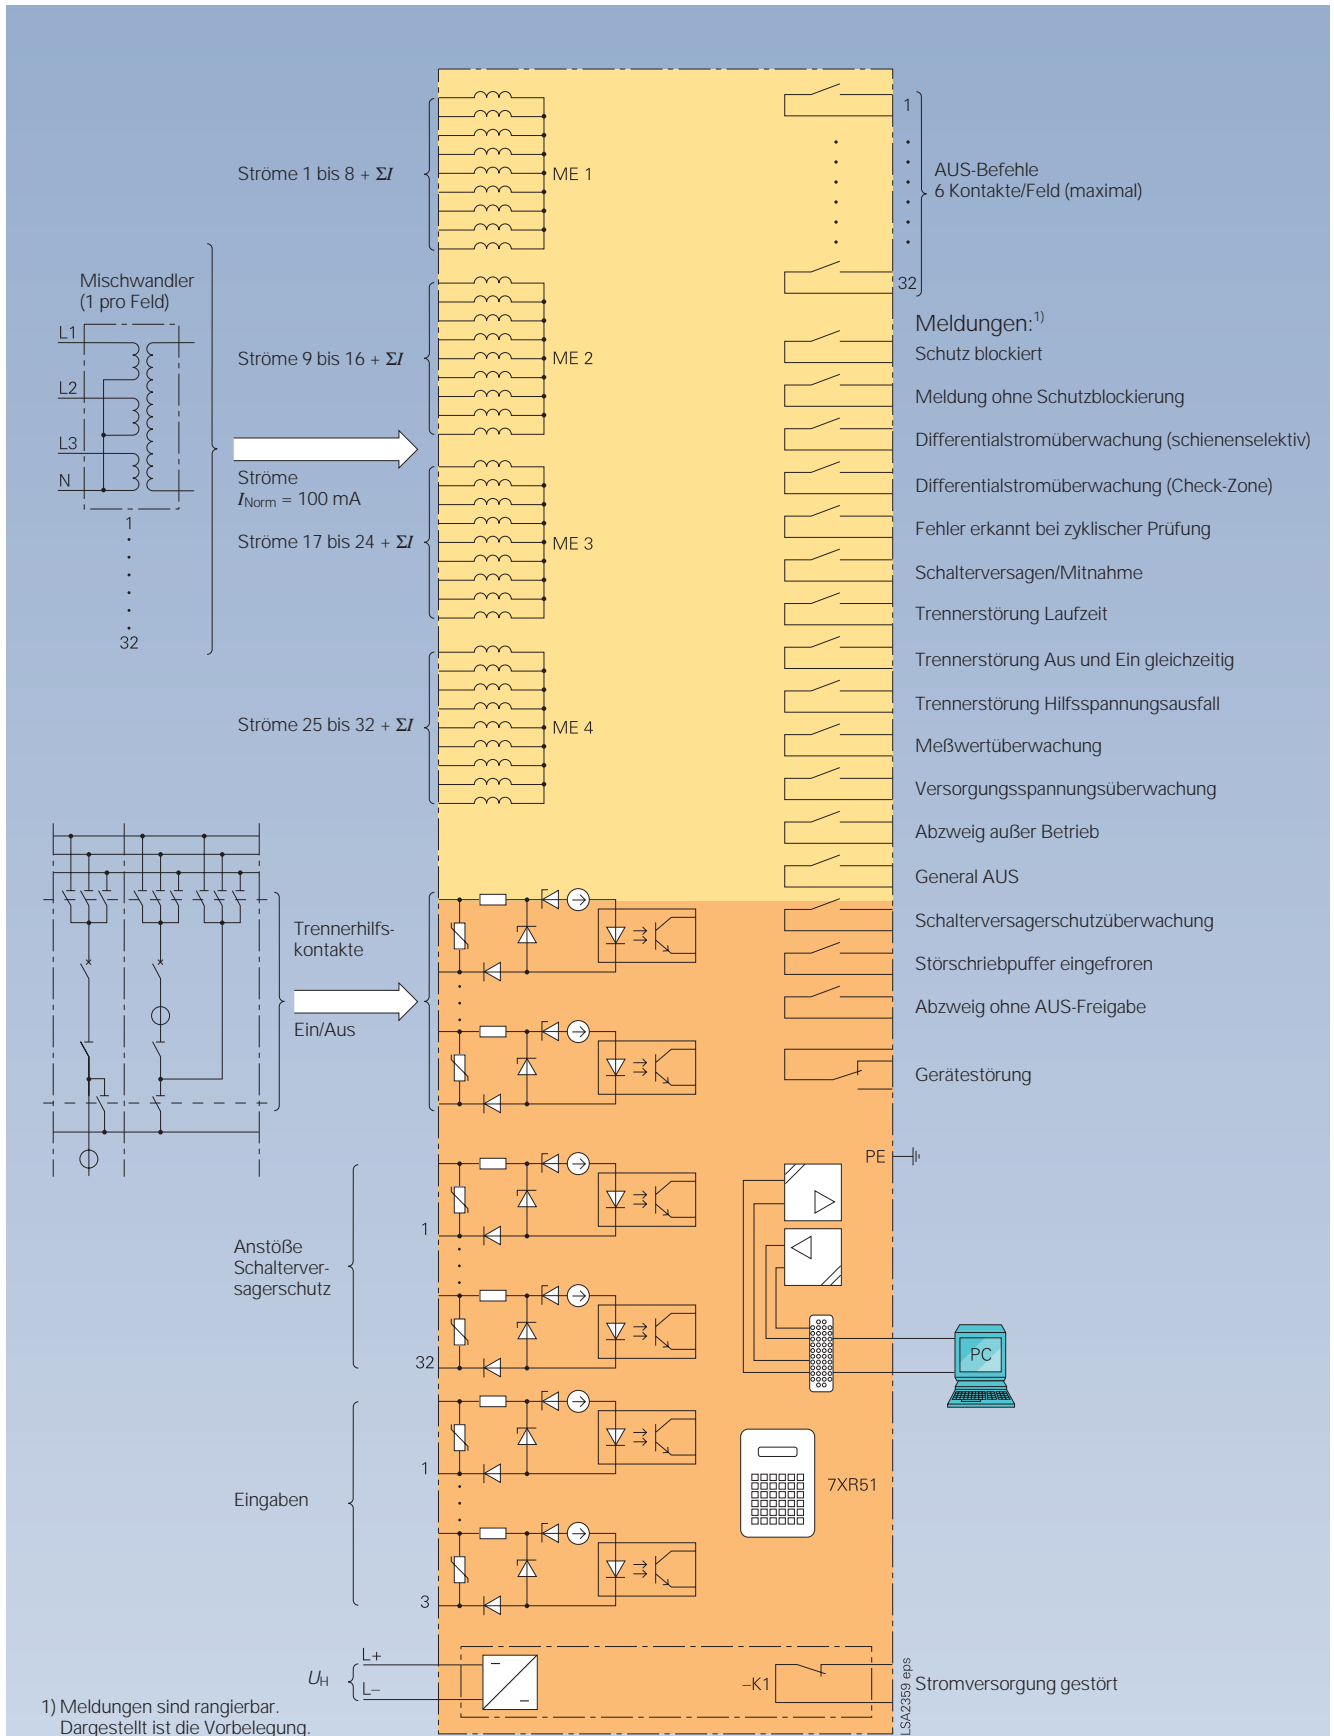 Ströme 1 bis 8 + ΣI
ME 1
1
AUS-Befehle
6 Kontakte/Feld (maximal)
32
Mischwandler
(1 pro Feld)
L1
L2
L3
N
1
32
Ströme 9 bis 16 + ΣI
ME 2
Ströme
INorm = 100 mA
Ströme 17 bis 24 + ΣI
ME 3
Ströme 25 bis 32 + ΣI
ME 4
Meldungen:1)
Schutz blockiert
Meldung ohne Schutzblockierung
Differentialstromüberwachung (schienenselektiv)
Differentialstromüberwachung (Check-Zone)
Fehler erkannt bei zyklischer Prüfung
Schalterversagen/Mitnahme
Trennerstörung Laufzeit
Trennerstörung Aus und Ein gleichzeitig
Trennerstörung Hilfsspannungsausfall
Meßwertüberwachung
Versorgungsspannungsüberwachung
Abzweig außer Betrieb
General AUS
Schalterversagerschutzüberwachung
Störschriebpuffer eingefroren
Abzweig ohne AUS-Freigabe
Gerätestörung
Trennerhilfs-
kontakte
Ein/Aus
PE
Anstöße
Schalterver-
sagerschutz
1
32
PC
Eingaben
1
3
7XR51
UH
L+
L–
–K1
Stromversorgung gestört
LSA2359 eps
1) Meldungen sind rangierbar.
Dargestellt ist die Vorbelegung.